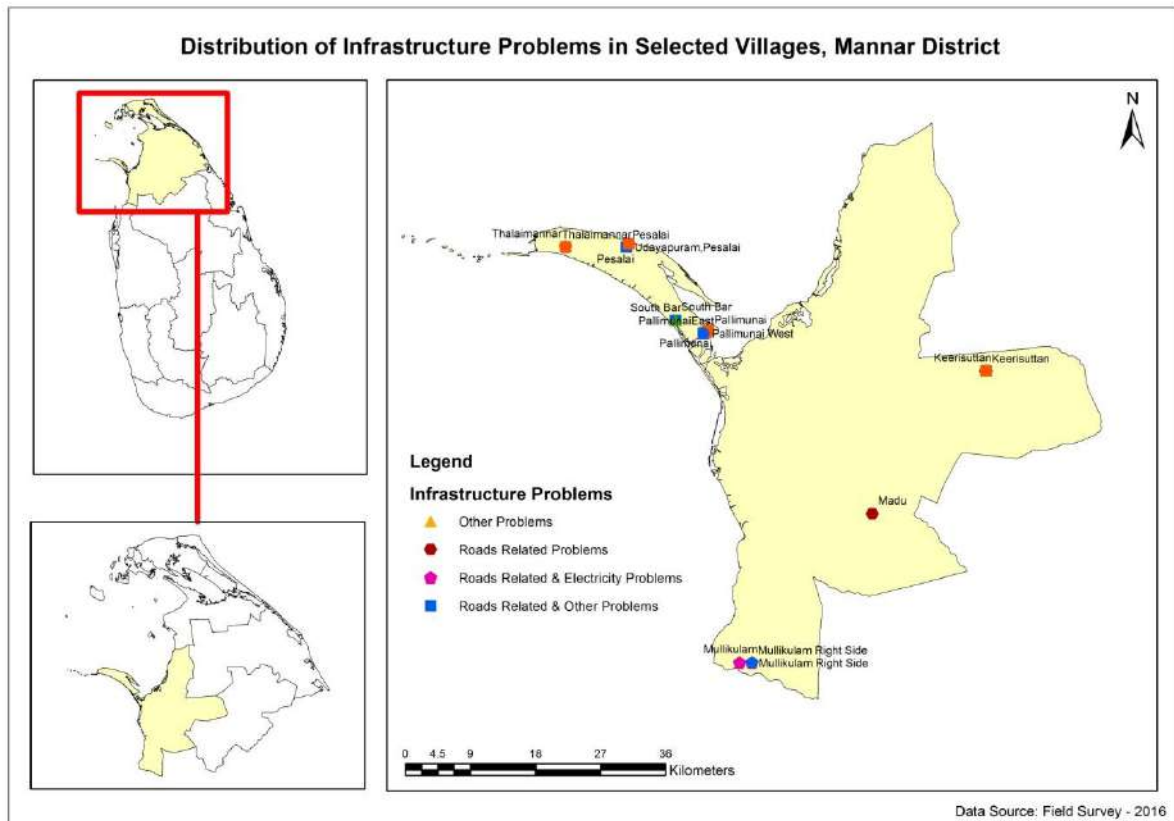 Distribution of Infrastructure Problems in Selected Villages, Mannar District
N
Thalaimannar Thalaimannar Pesalai
Udayapuram,Pesalai
Pesalai
South Bar South Bar
Pallimunai East Pallimunai
Pallimunai West
Pallimunai
Keerisuttan Keerisuttan
Legend
Infrastructure Problems
Other Problems
Roads Related Problems
Roads Related & Electricity Problems
Roads Related & Other Problems
Madu
Mullikulam Mullikulam Right Side
Mullikulam Right Side
0 4.5 9 18 27 36
Kilometers
Data Source: Field Survey - 2016